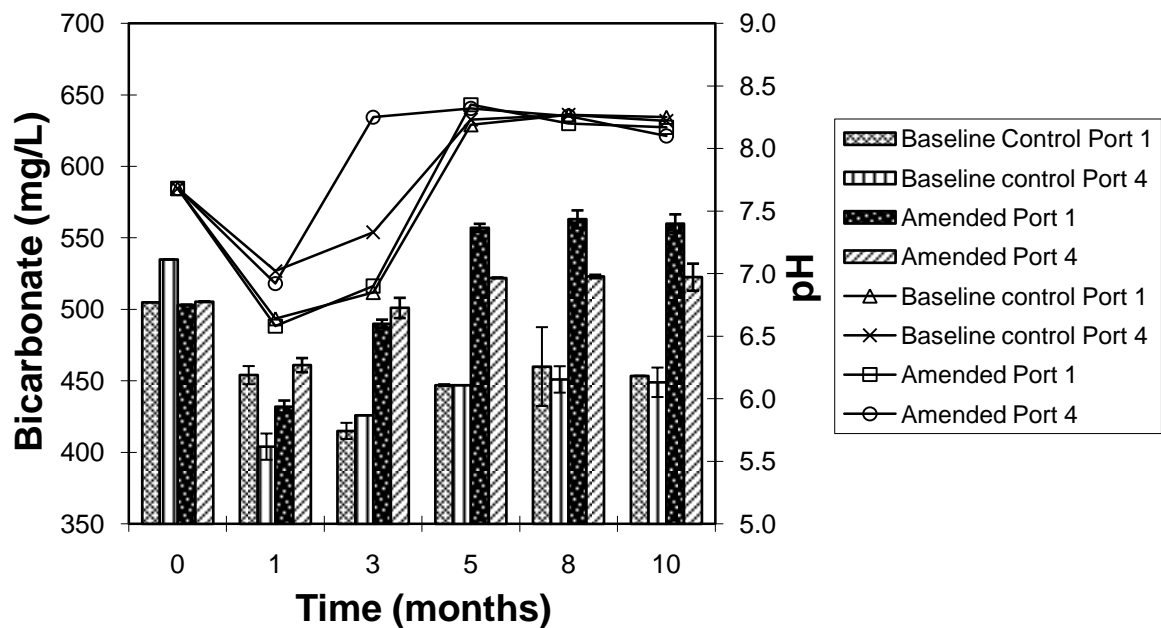 700
650
600
550
500
450
400
350
Bicarbonate (mg/L)
9.0
8.5
8.0
7.5
7.0
6.5
6.0
5.5
5.0
pH
0 1 3 5 8 10
Time (months)
Baseline Control Port 1
Baseline control Port 4
Amended Port 1
Amended Port 4
Baseline control Port 1
Baseline control Port 4
Amended Port 1
Amended Port 4